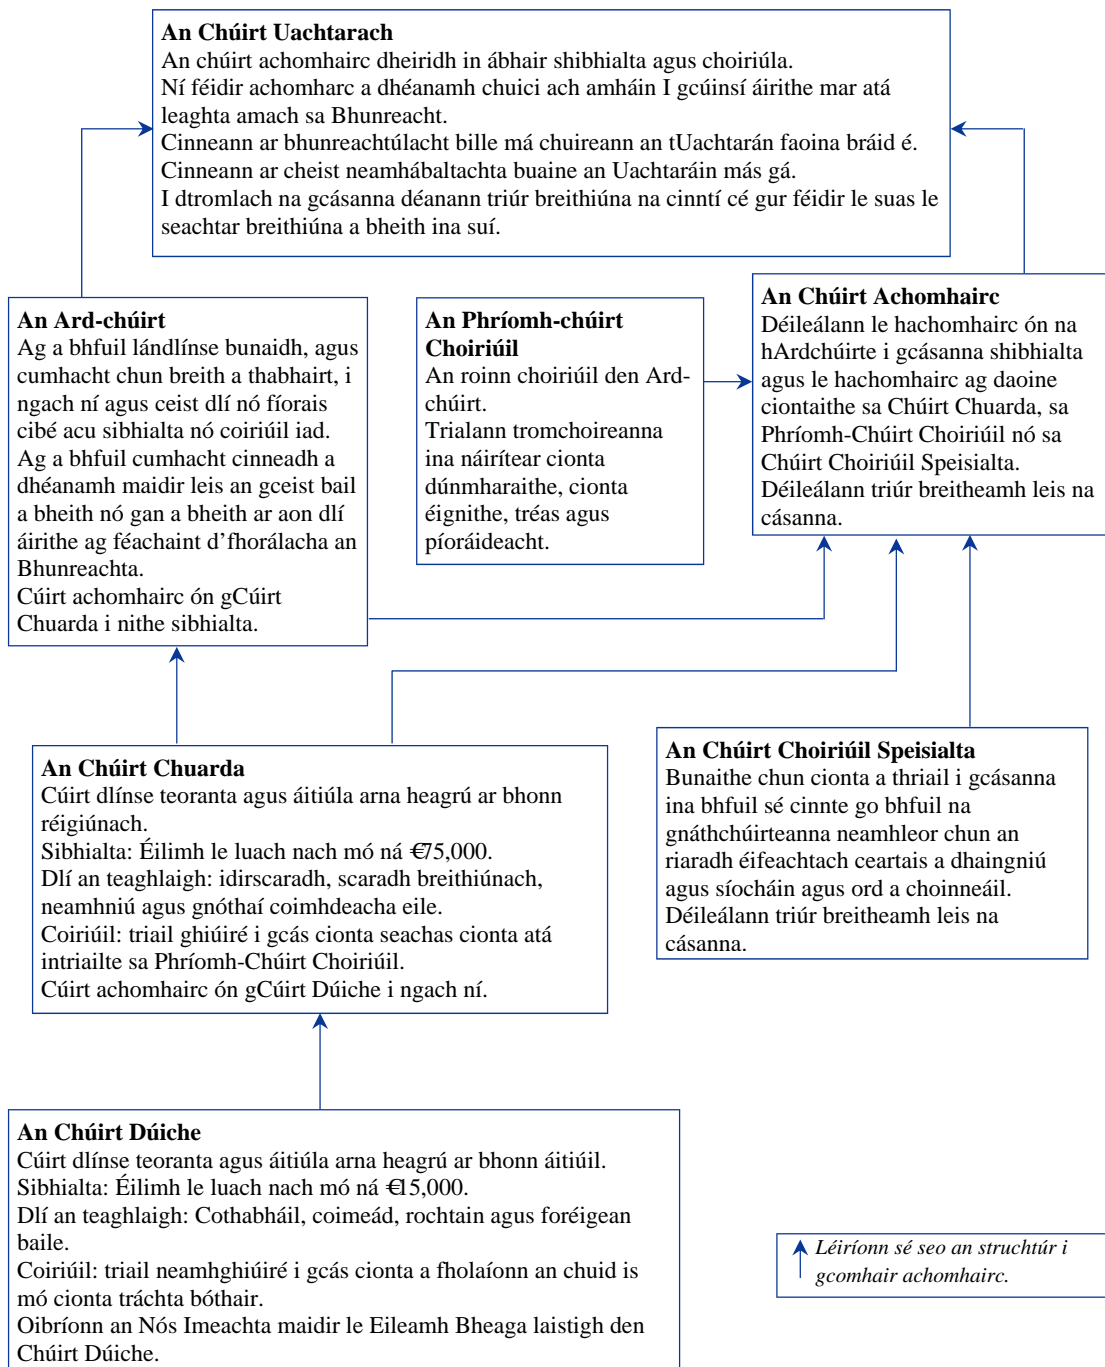 An Chúirt Uachtarach
An chúirt achomhairc dheiridh in ábhair shibhialta agus choiriúla.
Ní féidir achomharc a dhéanamh chuici ach amháin I gcúinsí áirithe mar atá
leaghta amach sa Bhunreacht.
Cinneann ar bhunreachtúlacht bille má chuireann an tUachtarán faoina bráid é.
Cinneann ar cheist neamhábaltachta buaine an Uachtaráin más gá.
I dtromlach na gcásanna déanann triúr breithiúna na cinntí cé gur féidir le suas le
seachtar breithiúna a bheith ina suí.
An Ard-chúirt
Ag a bhfuil lándlínse bunaidh, agus
cumhacht chun breith a thabhairt, i
ngach ní agus ceist dlí nó fíorais
cibé acu sibhialta nó coiriúil iad.
Ag a bhfuil cumhacht cinneadh a
dhéanamh maidir leis an gceist bail
a bheith nó gan a bheith ar aon dlí
áirithe ag féachaint d'fhorálacha an
Bhunreachta.
Cúirt achomhairc ón gCúirt
Chuarda i nithe sibhialta.
An Phríomh-chúirt
Choiriúil
An roinn choiriúil den Ard-
chúirt.
Trialann tromchoireanna
ina náirítear cionta
dúnmharaithe, cionta
éignithe, tréas agus
píoráideacht.
An Chúirt Achomhairc
Déileálann le hachomhairc ón na
hArdchúirte i gcásanna shibhialta
agus le hachomhairc ag daoine
ciontaithe sa Chúirt Chuarda, sa
Phríomh-Chúirt Choiriúil nó sa
Chúirt Choiriúil Speisialta.
Déileálann triúr breitheamh leis na
cásanna.
An Chúirt Chuarda
Cúirt dlínse teoranta agus áitiúla arna heagrú ar bhonn
réigiúnach.
Sibhialta: Éilimh le luach nach mó ná €75,000.
Dlí an teaghlaigh: idirscaradh, scaradh breithiúnach,
neamhniú agus gnóthaí coimhdeacha eile.
Coiriúil: triail ghiúiré i gcás cionta seachas cionta atá
intriailte sa Phríomh-Chúirt Choiriúil.
Cúirt achomhairc ón gCúirt Dúiche i ngach ní.
An Chúirt Choiriúil Speisialta
Bunaithe chun cionta a thriail i gcásanna
ina bhfuil sé cinnte go bhfuil na
gnáthchúirteanna neamhleor chun an
riaradh éifeachtach ceartais a dhaingniú
agus síocháin agus ord a choinneáil.
Déileálann triúr breitheamh leis na
cásanna.
An Chúirt Dúiche
Cúirt dlínse teoranta agus áitiúla arna heagrú ar bhonn áitiúil.
Sibhialta: Éilimh le luach nach mó ná €15,000.
Dlí an teaghlaigh: Cothabháil, coimeád, rochtain agus foréigean
baile.
Coiriúil: triail neamhghiúiré i gcás cionta a fholaíonn an chuid is
mó cionta tráchta bóthair.
Oibríonn an Nós Imeachta maidir le Eileamh Bheaga laistigh den
Chúirt Dúiche.
Léiríonn sé seo an struchtúr i
gcomhair achomhairc.